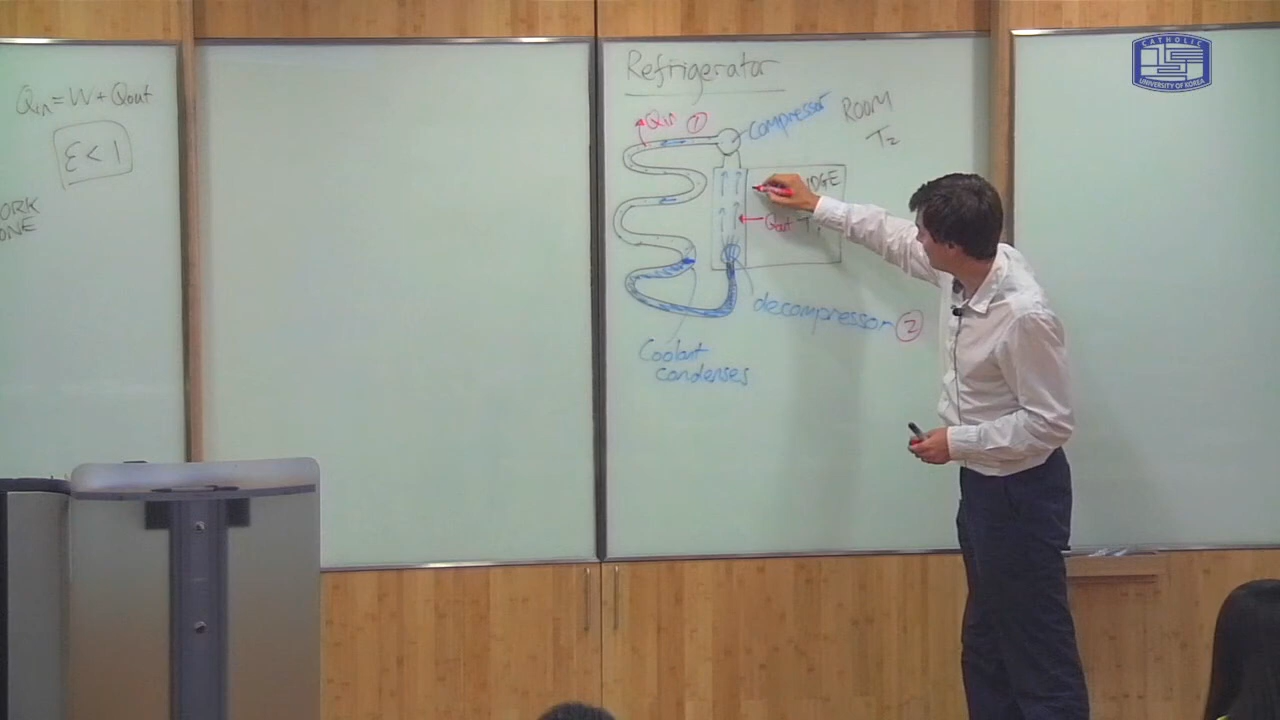 Qin = W + Qout
ε < 1
ORK
ONE
Refrigerator
Qin ①
compressor
ROOM
T₂
DGE
Qout T
decompressor ②
Coolant
condenses
CATHOLIC
UNIVERSITY OF KOREA